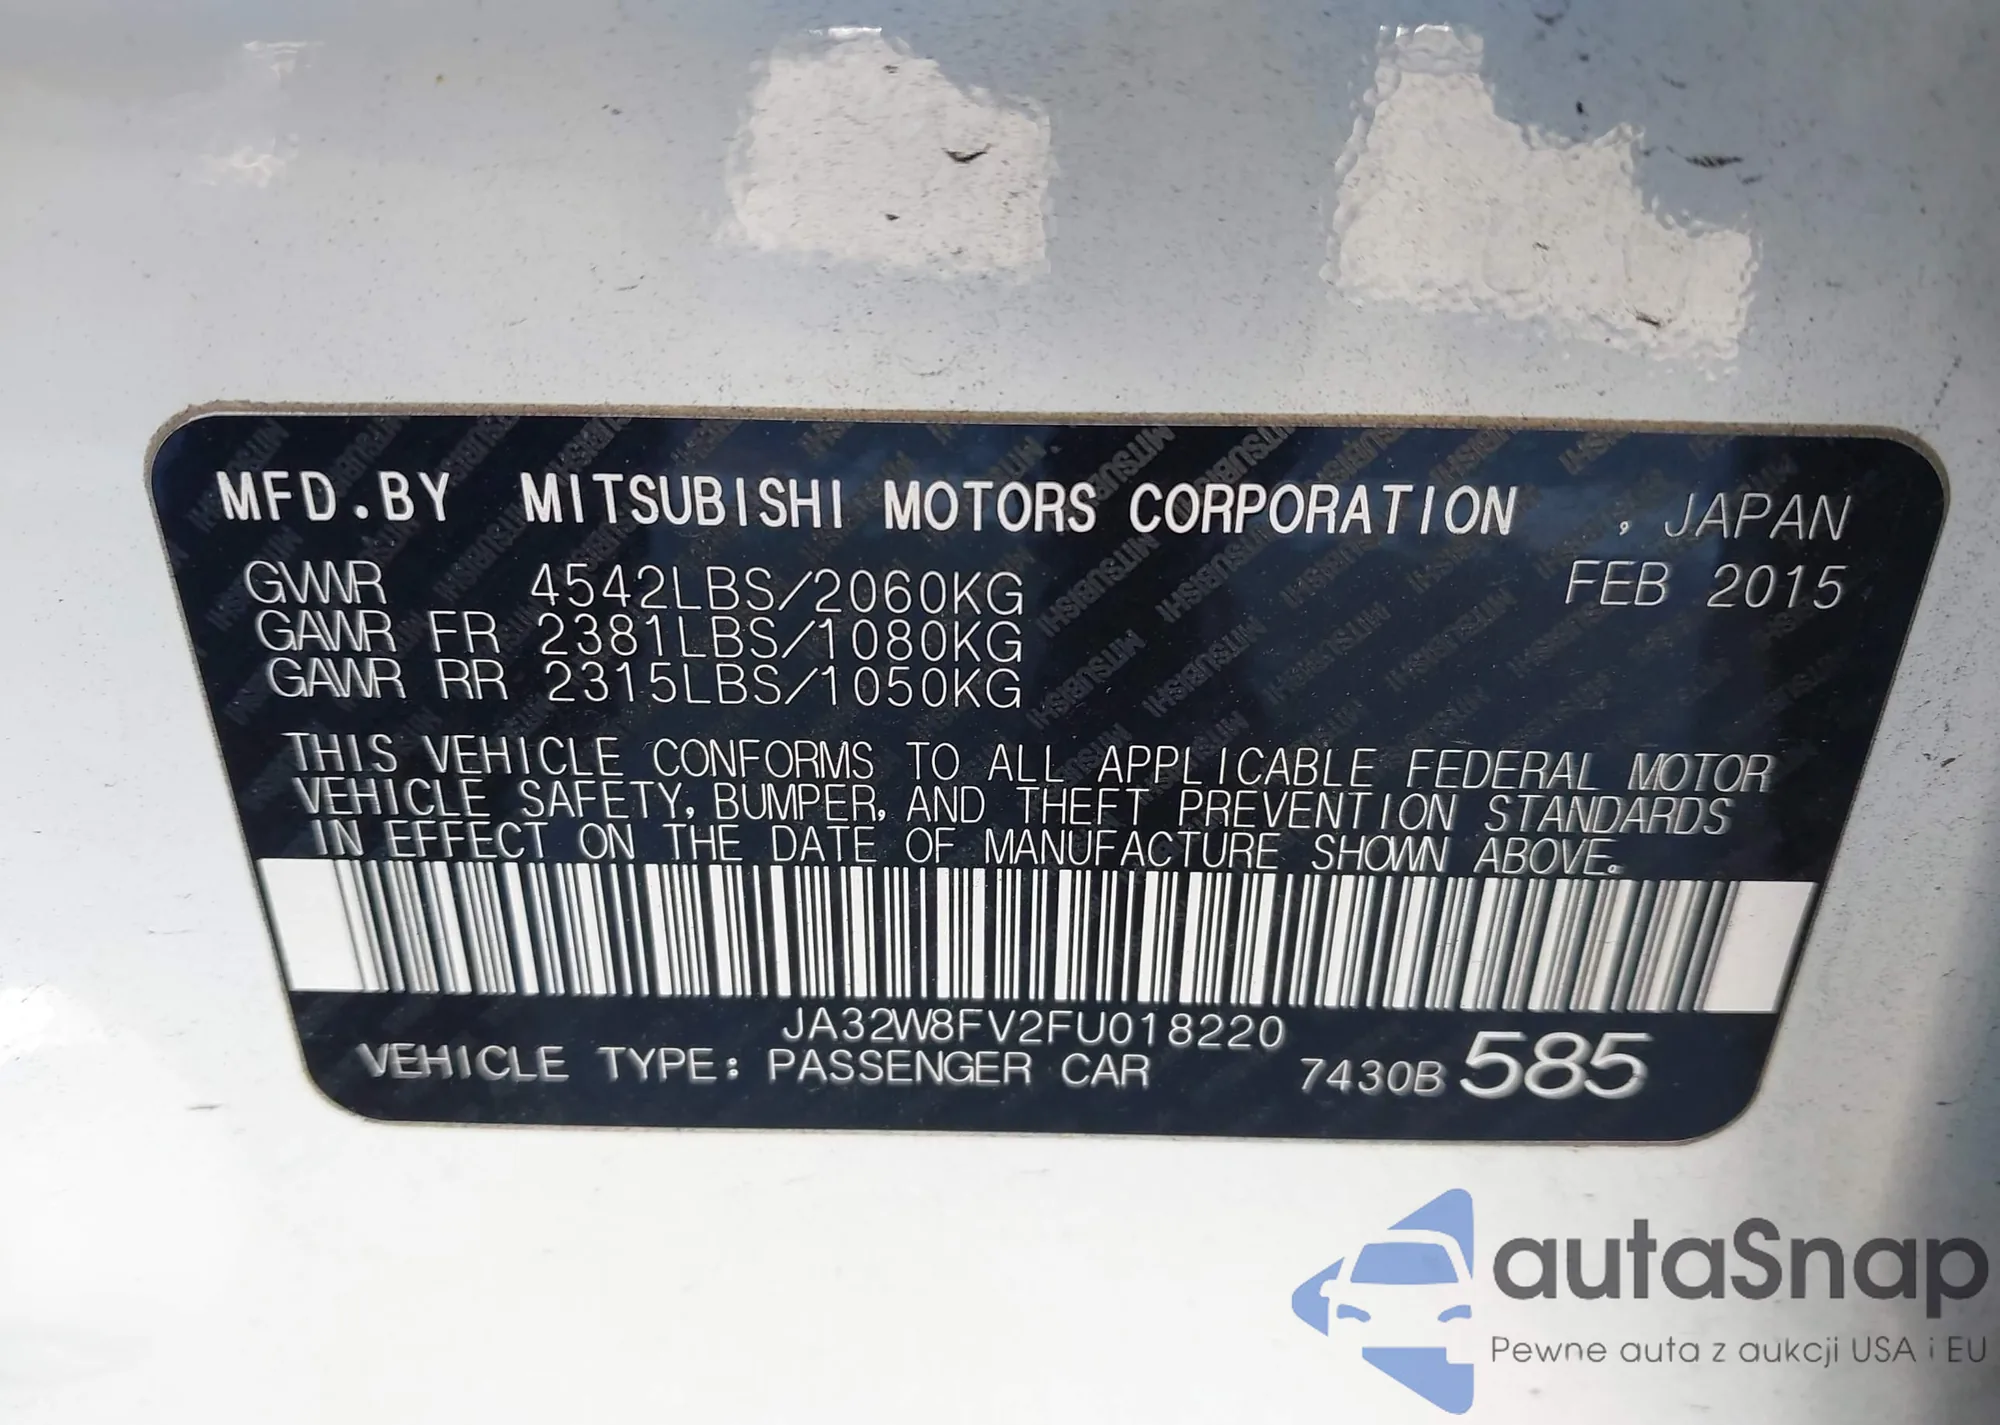 MFD.BY MITSUBISHI MOTORS CORPORATION , JAPAN
GVWR 4542LBS/2060KG FEB 2015
GAWR FR 2381LBS/1080KG
GAWR RR 2315LBS/1050KG
THIS VEHICLE CONFORMS TO ALL APPLICABLE FEDERAL MOTOR
VEHICLE SAFETY, BUMPER, AND THEFT PREVENTION STANDARDS
IN EFFECT ON THE DATE OF MANUFACTURE SHOWN ABOVE.
JA32W8FV2FU018220
VEHICLE TYPE: PASSENGER CAR 7430B 585
autaSnap
Pewne auta z aukcji USA i EU